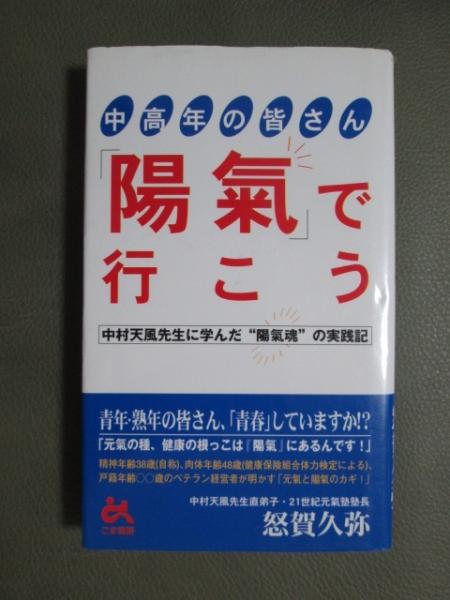 中高年の皆さん
「陽氣」で
行こう
中村天風先生に学んだ“陽氣魂”の実践記
青年・熟年の皆さん、「青春」していますか!?
「元氣の種、健康の根っこは『陽氣』にあるんです!」
精神年齢38歳(自称)、肉体年齢48歳(健康保険組合体力検定による)、
戸籍年齢○○歳のベテラン経営者が明かす「元氣と陽氣のカギ!」
中村天風先生直弟子・21世紀元氣塾塾長
怒賀久弥
ごま書房